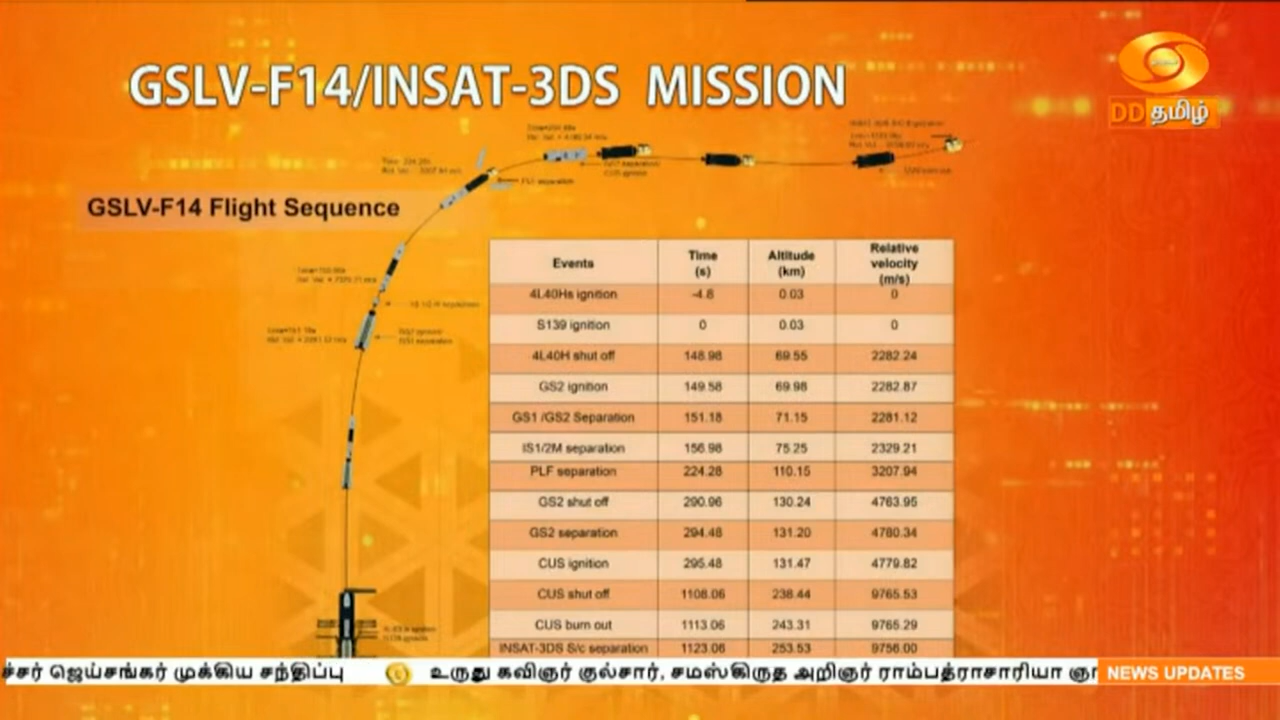 GSLV-F14/INSAT-3DS MISSION
DD தமிழ்
GSLV-F14 Flight Sequence
Events Time (s) Altitude (km) Relative velocity (m/s)
4L40Hs ignition -4.8 0.03 0
S139 ignition 0 0.03 0
4L40H shut off 148.98 69.55 2282.24
GS2 ignition 149.58 69.98 2282.87
GS1 /GS2 Separation 151.18 71.15 2281.12
IS1/2M separation 156.98 75.25 2329.21
PLF separation 224.28 110.15 3207.94
GS2 shut off 290.96 130.24 4763.95
GS2 separation 294.48 131.20 4780.34
CUS ignition 295.48 131.47 4779.82
CUS shut off 1108.06 238.44 9765.53
CUS burn out 1113.06 243.31 9765.29
INSAT-3DS S/c separation 1123.06 253.53 9756.00
ச்சர் ஜெய்சங்கர் முக்கிய சந்திப்பு உருது கவிஞர் குல்சார், சமஸ்கிருத அறிஞர் ராம்பத்ராசாரியா ஞா NEWS UPDATES